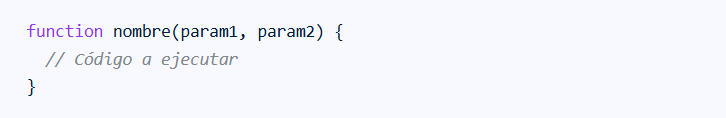 function nombre(param1, param2) {
  // Código a ejecutar
}